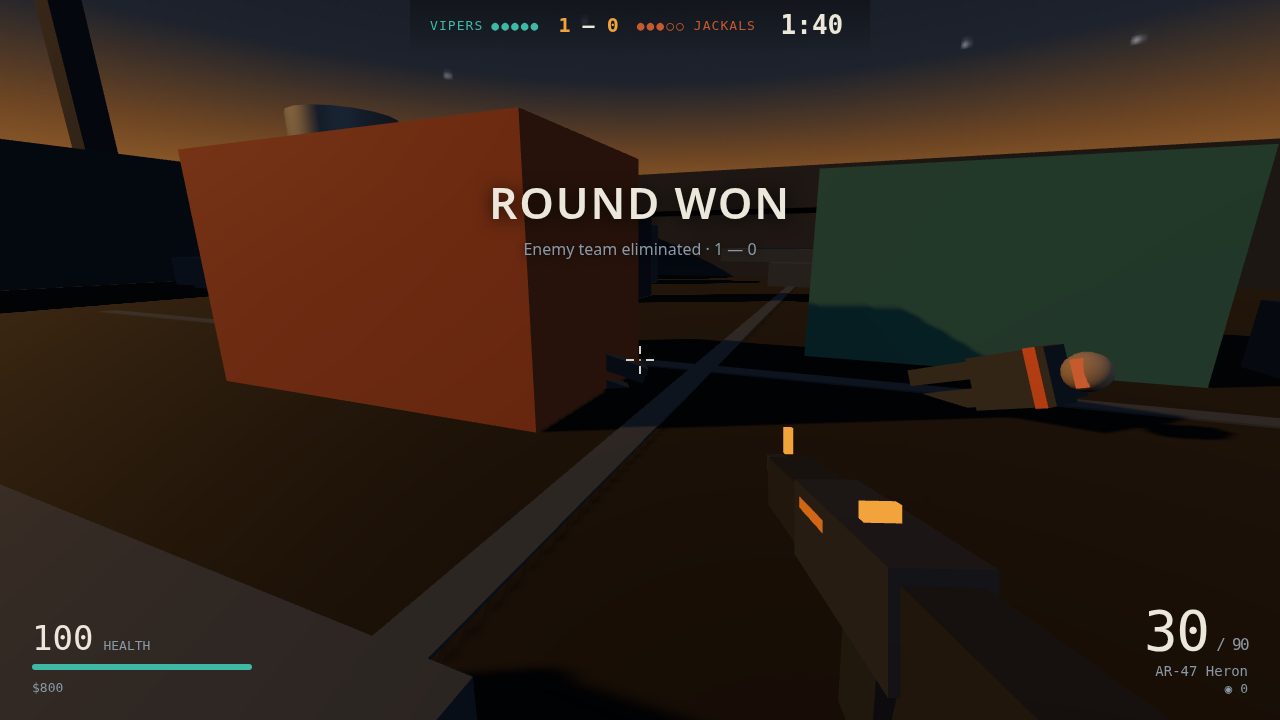 VIPERS ●●●●● 1 — 0 ●●●○○ JACKALS 1:40
ROUND WON
Enemy team eliminated · 1 — 0
100 HEALTH
$800
30 / 90
AR-47 Heron
◉ 0